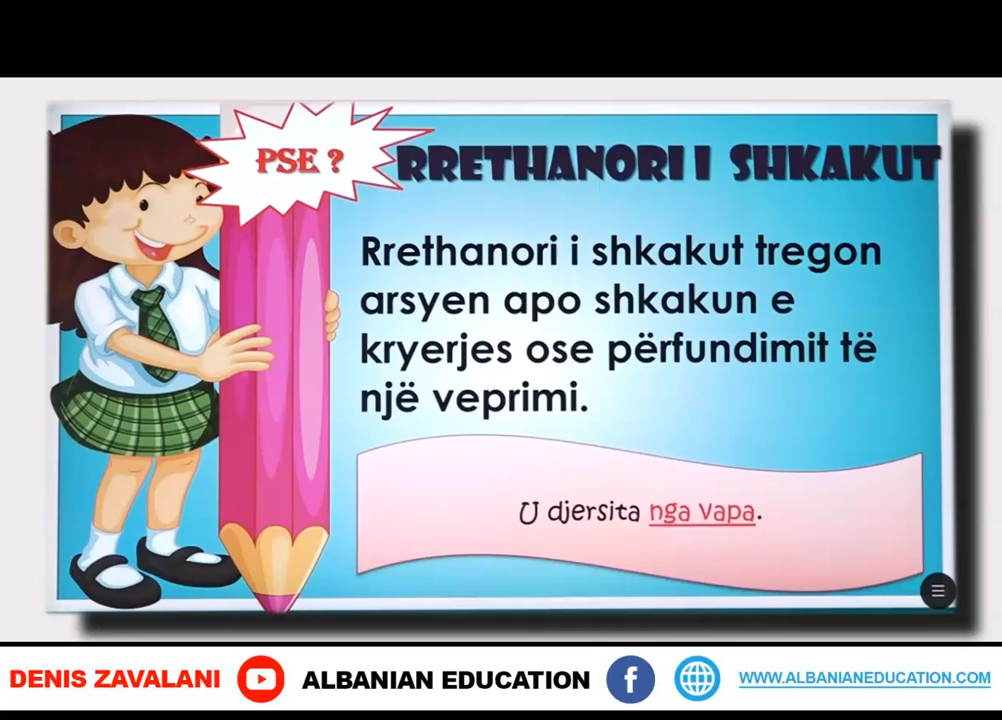 PSE ?
RRETHANORI I SHKAKUT
Rrethanori i shkakut tregon
arsyen apo shkakun e
kryerjes ose përfundimit të
një veprimi.
U djersita nga vapa.
DENIS ZAVALANI
ALBANIAN EDUCATION
f
WWW.ALBANIANEDUCATION.COM